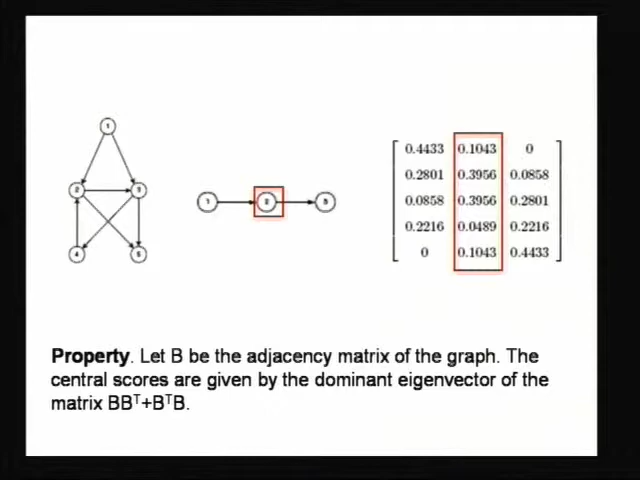 1
2 3
4 5
1 2 3
0.4433 0.1043 0
0.2801 0.3956 0.0858
0.0858 0.3956 0.2801
0.2216 0.0489 0.2216
0 0.1043 0.4433
Property. Let B be the adjacency matrix of the graph. The
central scores are given by the dominant eigenvector of the
matrix BBᵀ+BᵀB.